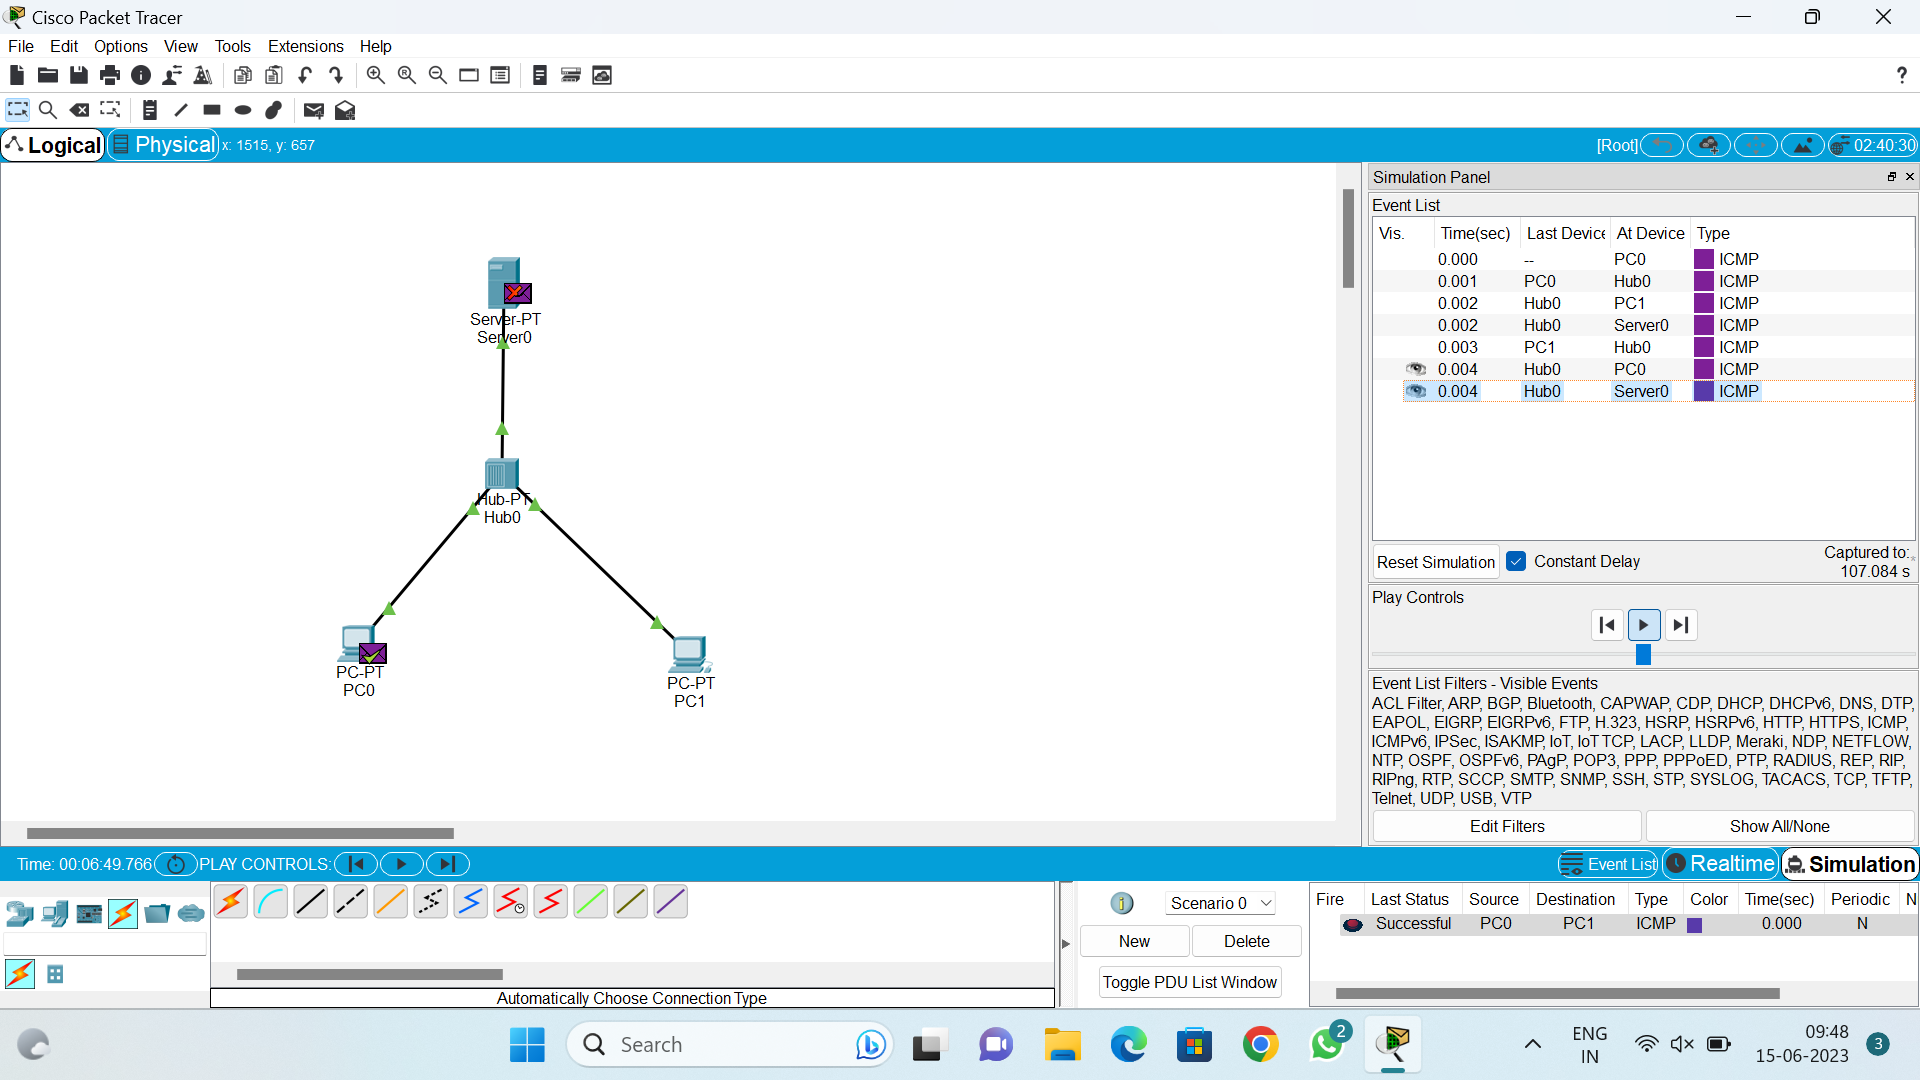 Cisco Packet Tracer
File Edit Options View Tools Extensions Help
?
Logical Physical x: 1515, y: 657 [Root] 02:40:30
Server-PT
Server0
Hub-PT
Hub0
PC-PT
PC0
PC-PT
PC1
Simulation Panel
Event List
Vis. Time(sec) Last Device At Device Type
0.000 -- PC0 ICMP
0.001 PC0 Hub0 ICMP
0.002 Hub0 PC1 ICMP
0.002 Hub0 Server0 ICMP
0.003 PC1 Hub0 ICMP
0.004 Hub0 PC0 ICMP
0.004 Hub0 Server0 ICMP
Reset Simulation Constant Delay Captured to:
107.084 s
Play Controls
Event List Filters - Visible Events
ACL Filter, ARP, BGP, Bluetooth, CAPWAP, CDP, DHCP, DHCPv6, DNS, DTP,
EAPOL, EIGRP, EIGRPv6, FTP, H.323, HSRP, HSRPv6, HTTP, HTTPS, ICMP,
ICMPv6, IPSec, ISAKMP, IoT, IoT TCP, LACP, LLDP, Meraki, NDP, NETFLOW,
NTP, OSPF, OSPFv6, PAgP, POP3, PPP, PPPoED, PTP, RADIUS, REP, RIP,
RIPng, RTP, SCCP, SMTP, SNMP, SSH, STP, SYSLOG, TACACS, TCP, TFTP,
Telnet, UDP, USB, VTP
Edit Filters Show All/None
Time: 00:06:49.766 PLAY CONTROLS: Event List Realtime Simulation
Scenario 0
New Delete
Toggle PDU List Window
Automatically Choose Connection Type
Fire Last Status Source Destination Type Color Time(sec) Periodic N
Successful PC0 PC1 ICMP 0.000 N
Search
2
ENG
IN
09:48
15-06-2023
3